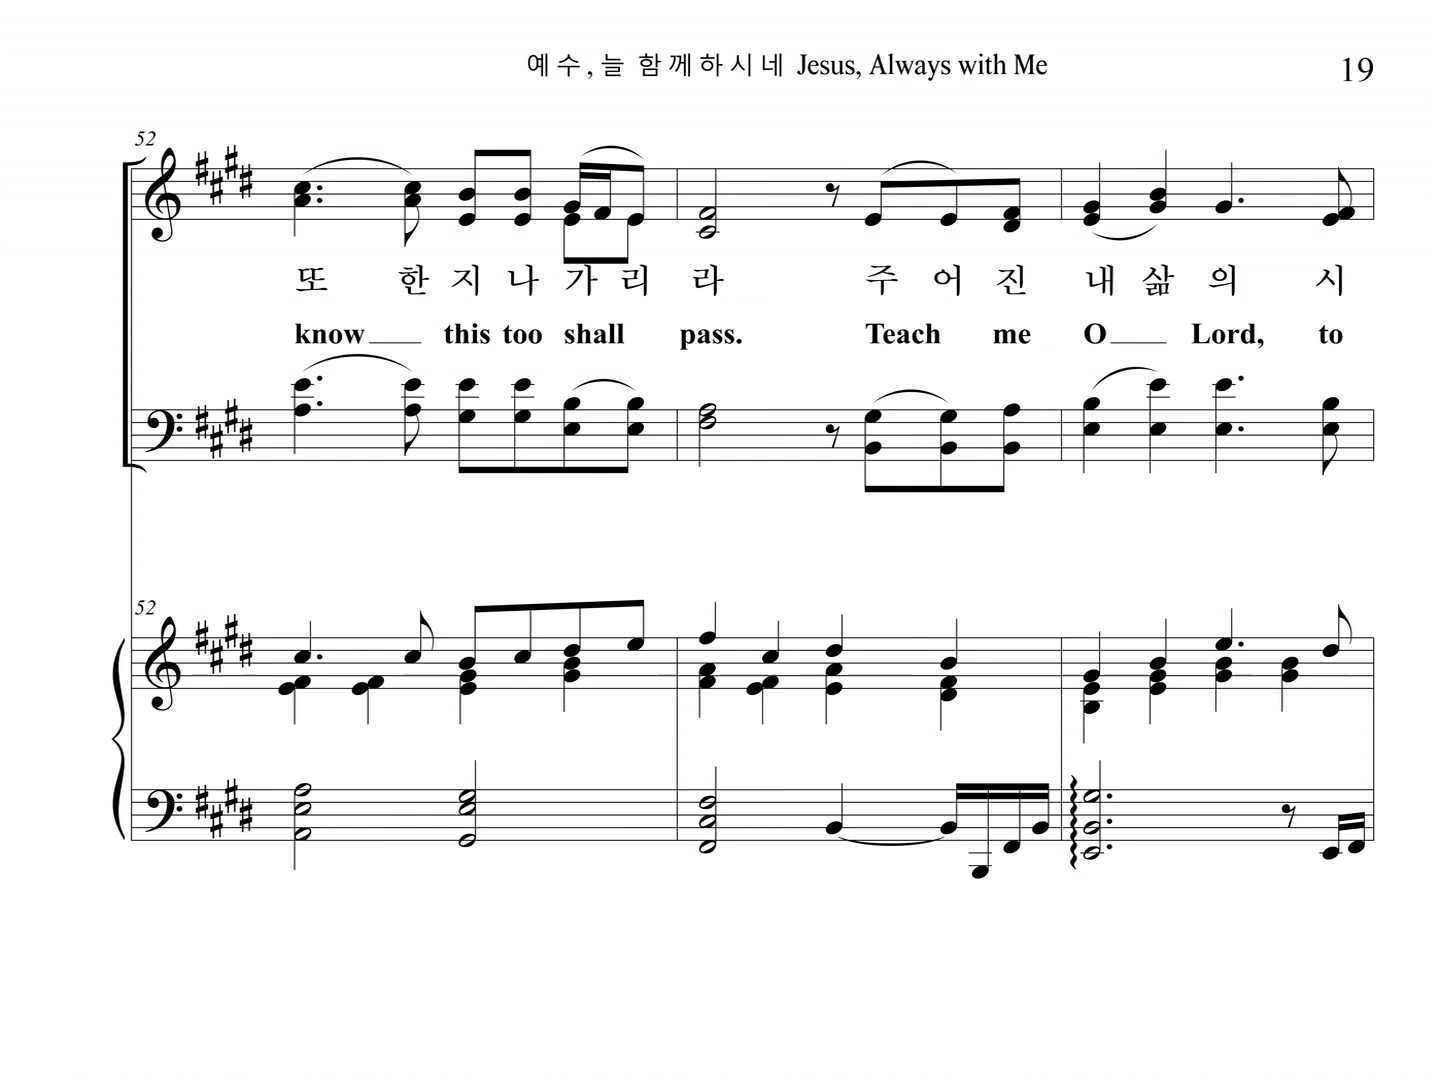 예수, 늘 함께하시네 Jesus, Always with Me
19
52
또 한 지 나 가 리 라 주 어 진 내 삶 의 시
know this too shall pass. Teach me O Lord, to
52